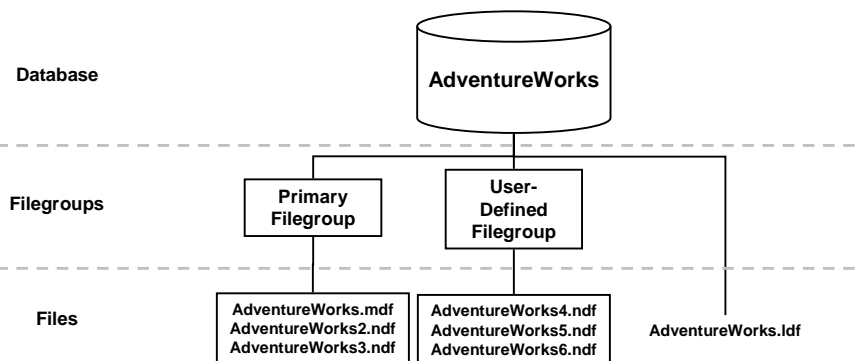 Database
AdventureWorks
Filegroups
Primary
Filegroup
User-
Defined
Filegroup
Files
AdventureWorks.mdf
AdventureWorks2.ndf
AdventureWorks3.ndf
AdventureWorks4.ndf
AdventureWorks5.ndf
AdventureWorks6.ndf
AdventureWorks.ldf